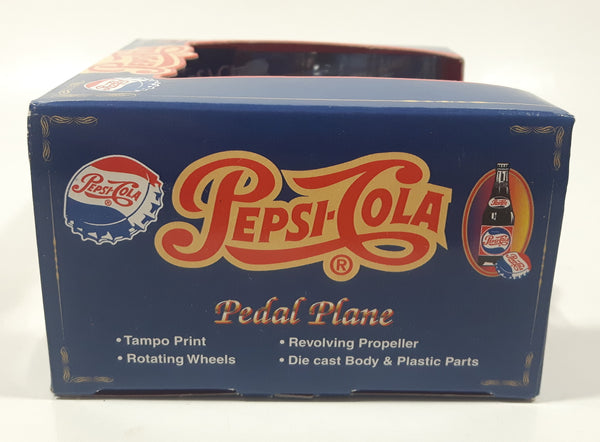 PEPSI-COLA
®
PEPSI-COLA
®
Pedal Plane
• Tampo Print
• Revolving Propeller
• Rotating Wheels
• Die cast Body & Plastic Parts